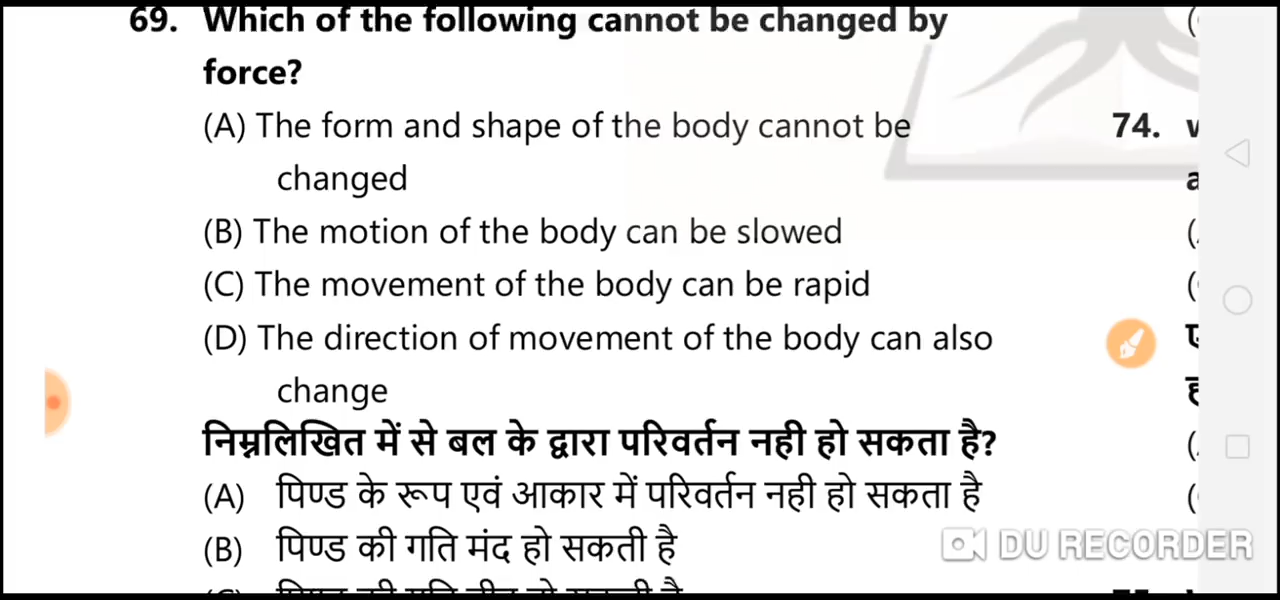 69. Which of the following cannot be changed by
force?
(A) The form and shape of the body cannot be
changed
(B) The motion of the body can be slowed
(C) The movement of the body can be rapid
(D) The direction of movement of the body can also
change
निम्नलिखित में से बल के द्वारा परिवर्तन नही हो सकता है?
(A) पिण्ड के रूप एवं आकार में परिवर्तन नही हो सकता है
(B) पिण्ड की गति मंद हो सकती है
74.
DU RECORDER